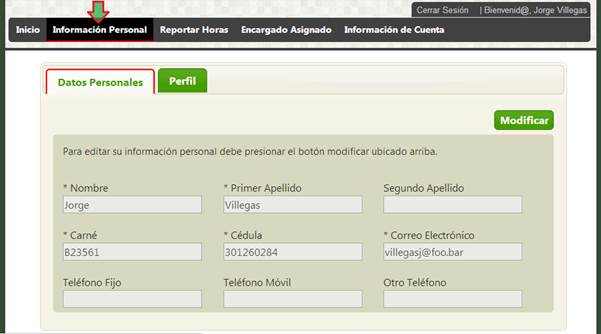 Cerrar Sesión | Bienvenid@, Jorge Villegas
Inicio Información Personal Reportar Horas Encargado Asignado Información de Cuenta
Datos Personales Perfil
Modificar
Para editar su información personal debe presionar el botón modificar ubicado arriba.
* Nombre * Primer Apellido Segundo Apellido
Jorge Villegas
* Carné * Cédula * Correo Electrónico
B23561 301260284 villegasj@foo.bar
Teléfono Fijo Teléfono Móvil Otro Teléfono